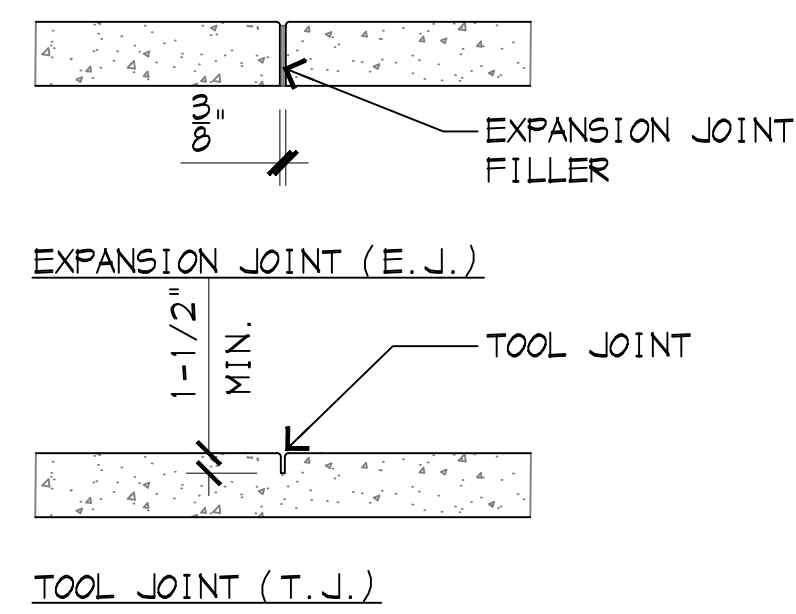 3/8"
EXPANSION JOINT
FILLER
EXPANSION JOINT (E.J.)
1-1/2"
MIN.
TOOL JOINT
TOOL JOINT (T.J.)